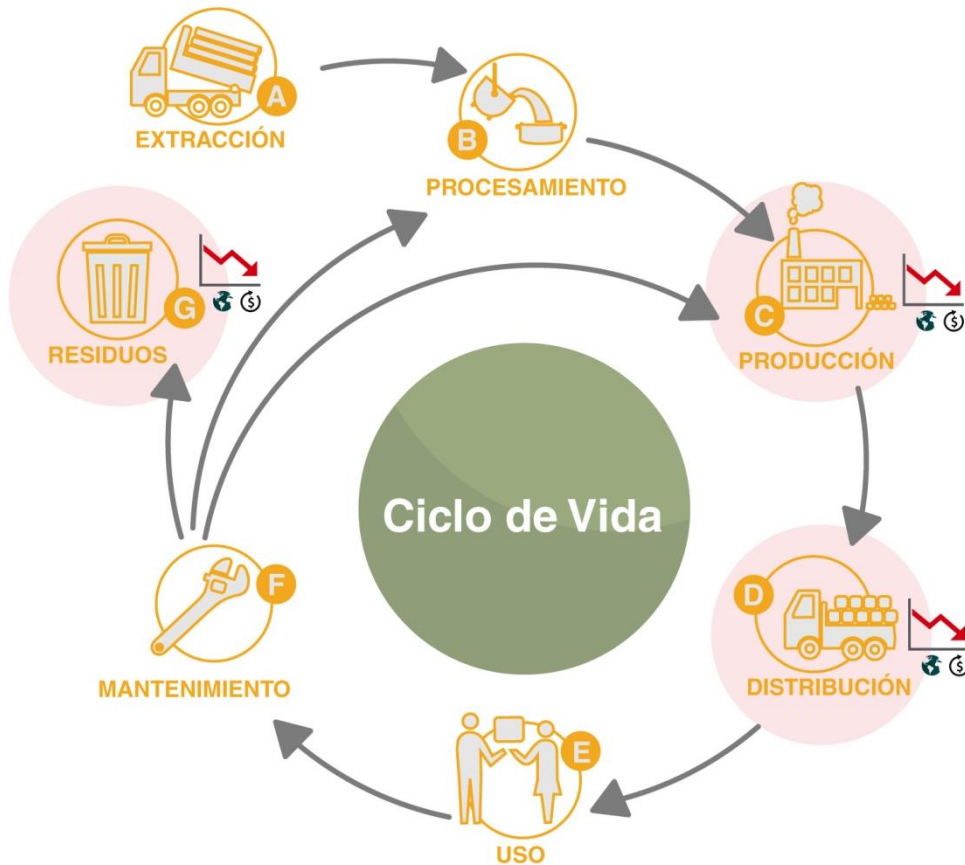 A
EXTRACCIÓN
B
PROCESAMIENTO
C
PRODUCCIÓN
$
D
DISTRIBUCIÓN
$
E
USO
F
MANTENIMIENTO
G
RESIDUOS
$
Ciclo de Vida